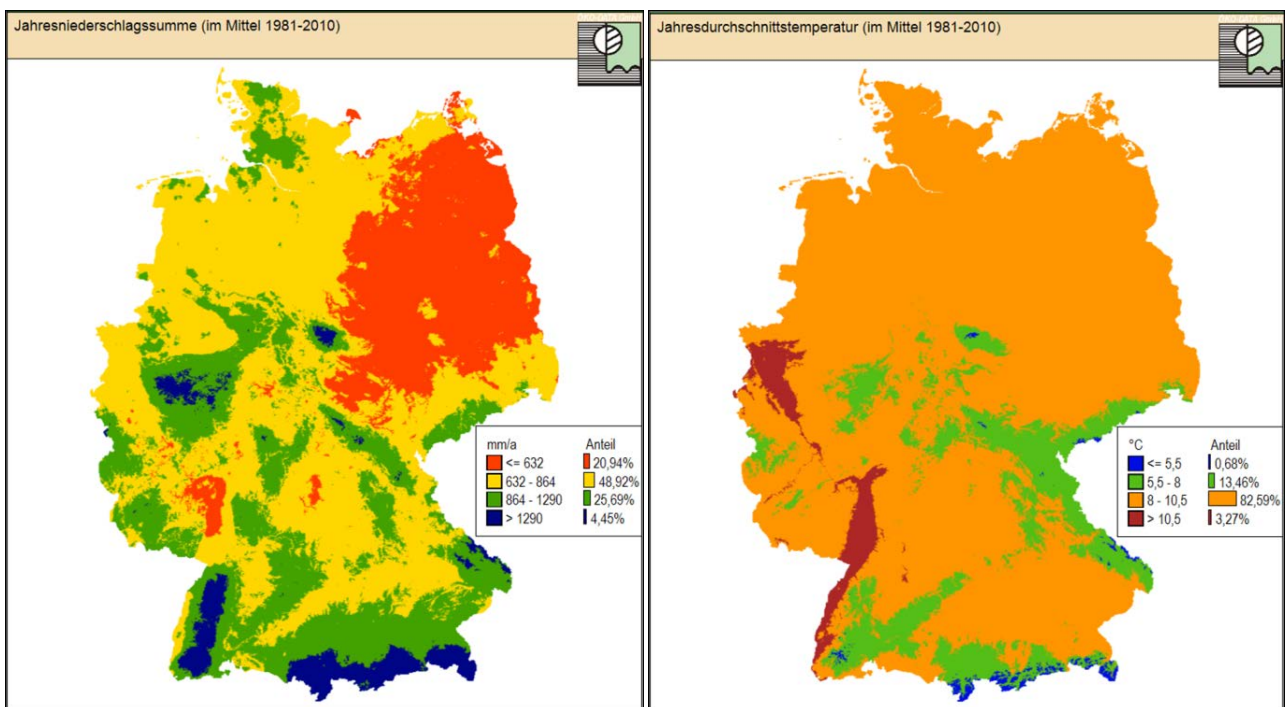 Jahresniederschlagssumme (im Mittel 1981-2010)
mm/a Anteil
<= 632 20,94%
632 - 864 48,92%
864 - 1290 25,69%
> 1290 4,45%
Jahresdurchschnittstemperatur (im Mittel 1981-2010)
°C Anteil
<= 5,5 0,68%
5,5 - 8 13,46%
8 - 10,5 82,59%
> 10,5 3,27%